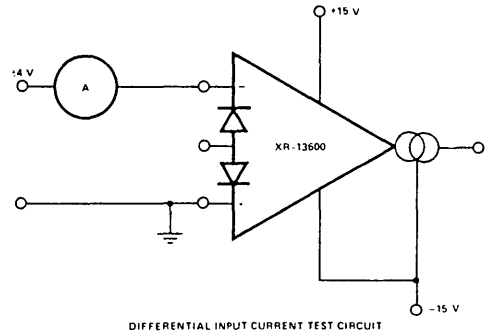 +15 V
±4 V
A
XR-13600
-15 V
DIFFERENTIAL INPUT CURRENT TEST CIRCUIT